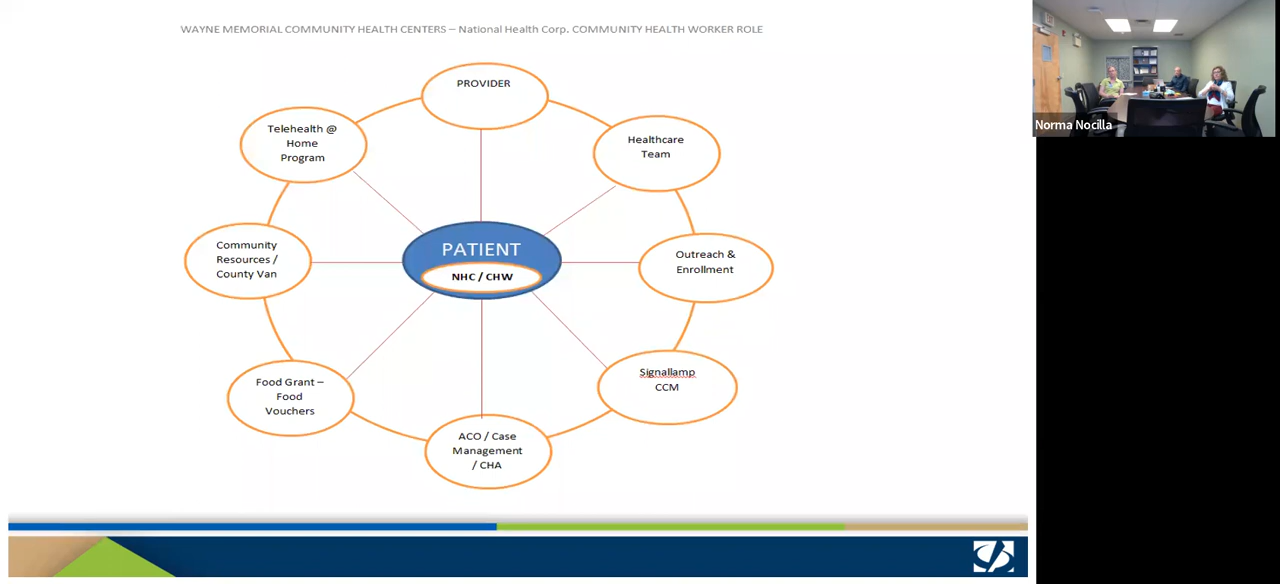 WAYNE MEMORIAL COMMUNITY HEALTH CENTERS – National Health Corp. COMMUNITY HEALTH WORKER ROLE
PROVIDER
Healthcare
Team
Outreach &
Enrollment
Signallamp
CCM
ACO / Case
Management
/ CHA
Food Grant –
Food
Vouchers
Community
Resources /
County Van
Telehealth @
Home
Program
PATIENT
NHC / CHW
Norma Nocilla